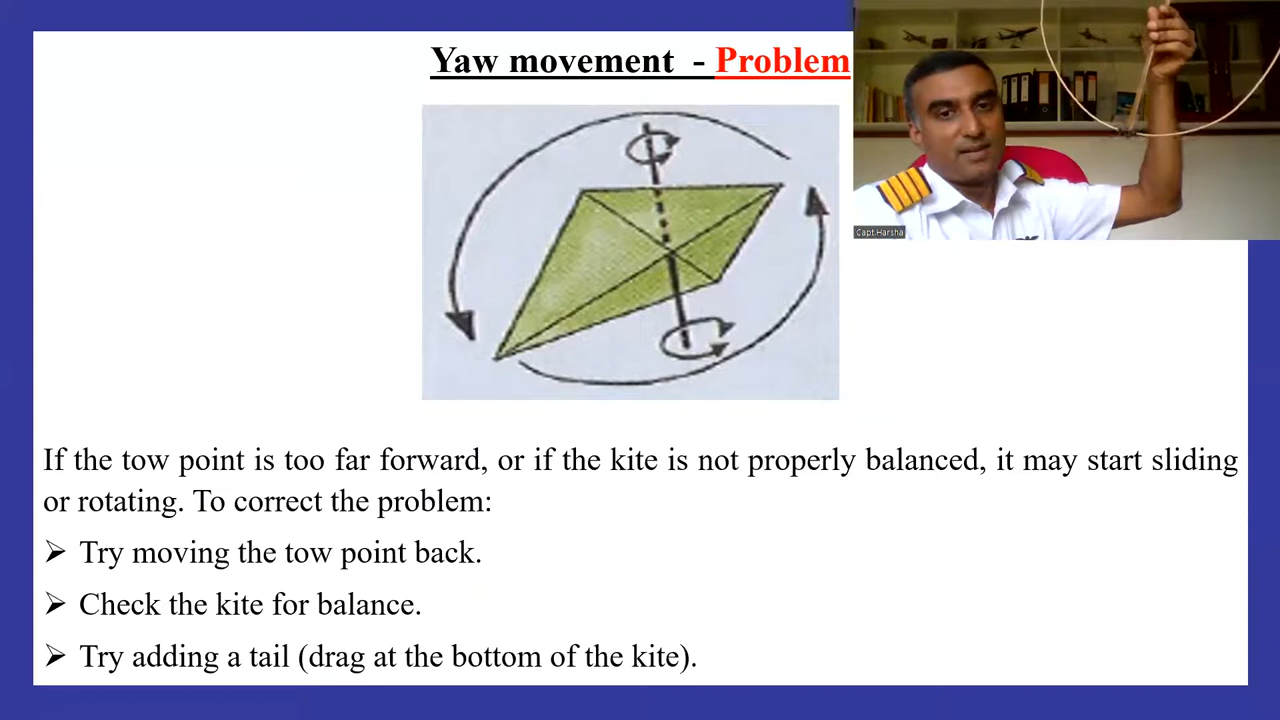 Yaw movement - Problem
Capt.Harsha
If the tow point is too far forward, or if the kite is not properly balanced, it may start sliding
or rotating. To correct the problem:
➢ Try moving the tow point back.
➢ Check the kite for balance.
➢ Try adding a tail (drag at the bottom of the kite).